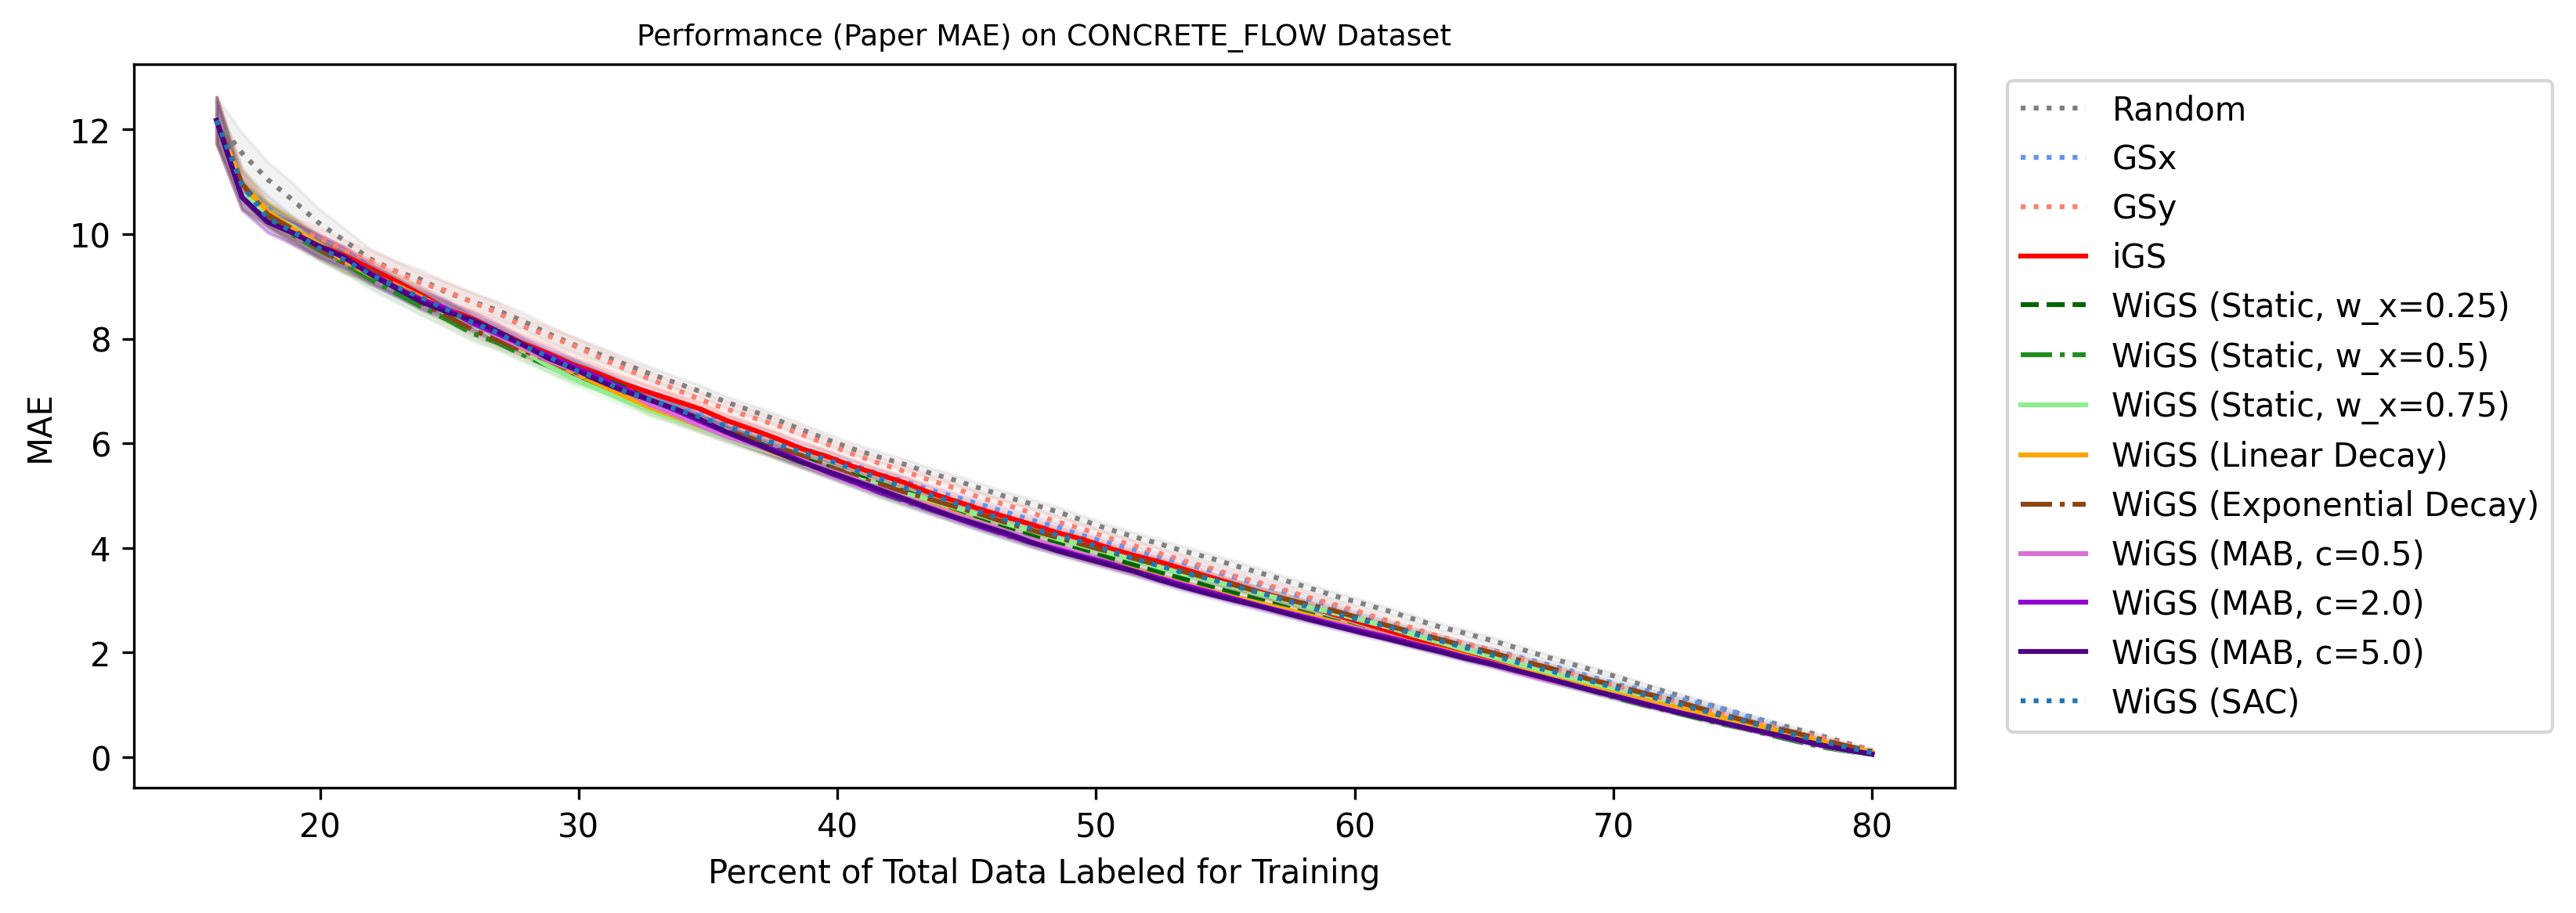 Performance (Paper MAE) on CONCRETE_FLOW Dataset
MAE
12
10
8
6
4
2
0
20 30 40 50 60 70 80
Percent of Total Data Labeled for Training
Random
GSx
GSy
iGS
WiGS (Static, w_x=0.25)
WiGS (Static, w_x=0.5)
WiGS (Static, w_x=0.75)
WiGS (Linear Decay)
WiGS (Exponential Decay)
WiGS (MAB, c=0.5)
WiGS (MAB, c=2.0)
WiGS (MAB, c=5.0)
WiGS (SAC)